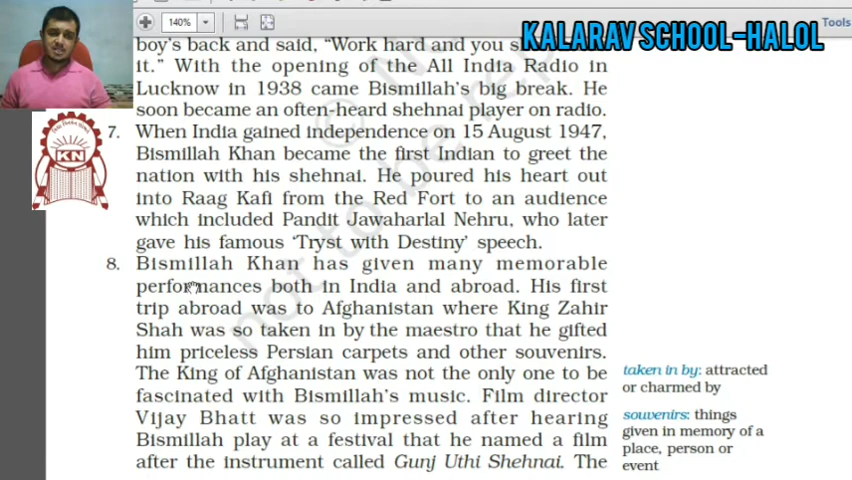 140%
Tools
KALARAV SCHOOL-HALOL
boy's back and said, "Work hard and you s
it." With the opening of the All India Radio in
Lucknow in 1938 came Bismillah's big break. He
soon became an often-heard shehnai player on radio.
KN
7. When India gained independence on 15 August 1947,
Bismillah Khan became the first Indian to greet the
nation with his shehnai. He poured his heart out
into Raag Kafi from the Red Fort to an audience
which included Pandit Jawaharlal Nehru, who later
gave his famous 'Tryst with Destiny' speech.
8. Bismillah Khan has given many memorable
performances both in India and abroad. His first
trip abroad was to Afghanistan where King Zahir
Shah was so taken in by the maestro that he gifted
him priceless Persian carpets and other souvenirs.
The King of Afghanistan was not the only one to be
fascinated with Bismillah's music. Film director
Vijay Bhatt was so impressed after hearing
Bismillah play at a festival that he named a film
after the instrument called Gunj Uthi Shehnai. The
taken in by: attracted
or charmed by
souvenirs: things
given in memory of a
place, person or
event
not to be rep